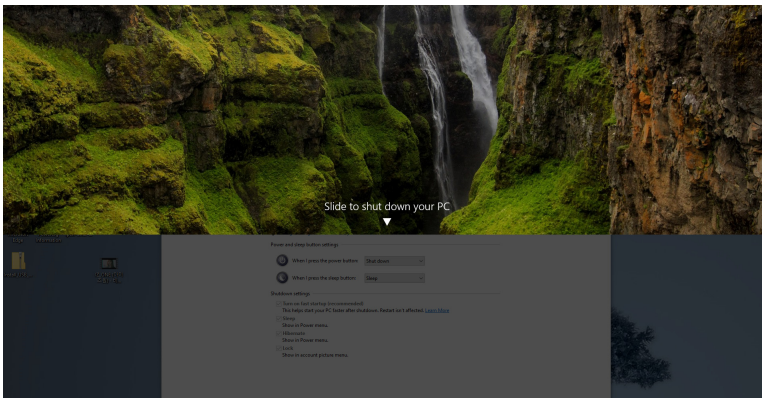 Slide to shut down your PC
Power and sleep button settings
When I press the power button: Shut down
When I press the sleep button: Sleep
Shutdown settings
Turn on fast startup (recommended)
This helps start your PC faster after shutdown. Restart isn't affected. Learn More
Sleep
Show in Power menu.
Hibernate
Show in Power menu.
Lock
Show in account picture menu.